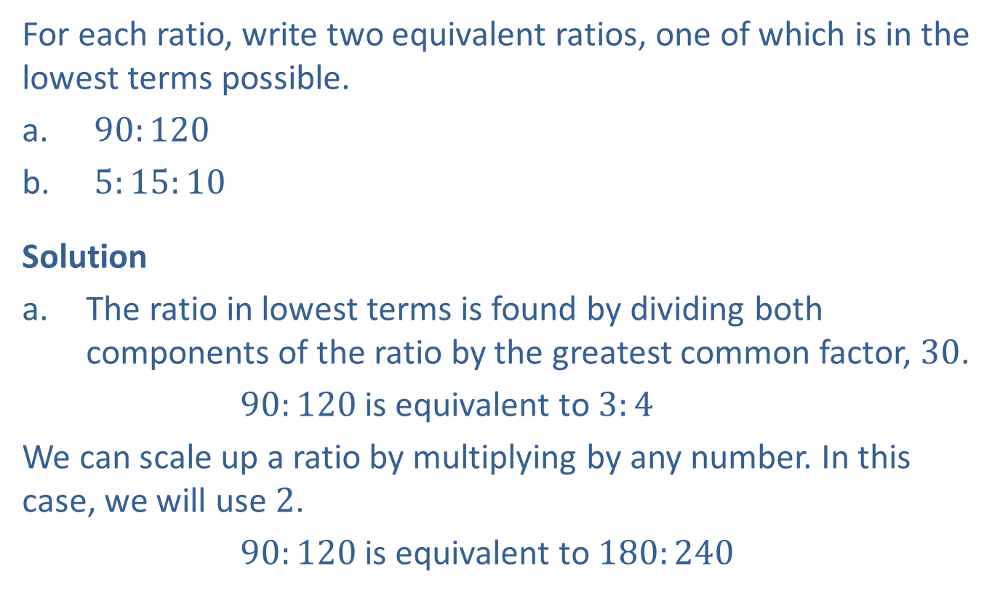 For each ratio, write two equivalent ratios, one of which is in the
lowest terms possible.
a. 90: 120
b. 5: 15: 10
Solution
a. The ratio in lowest terms is found by dividing both
components of the ratio by the greatest common factor, 30.
90: 120 is equivalent to 3: 4
We can scale up a ratio by multiplying by any number. In this
case, we will use 2.
90: 120 is equivalent to 180: 240